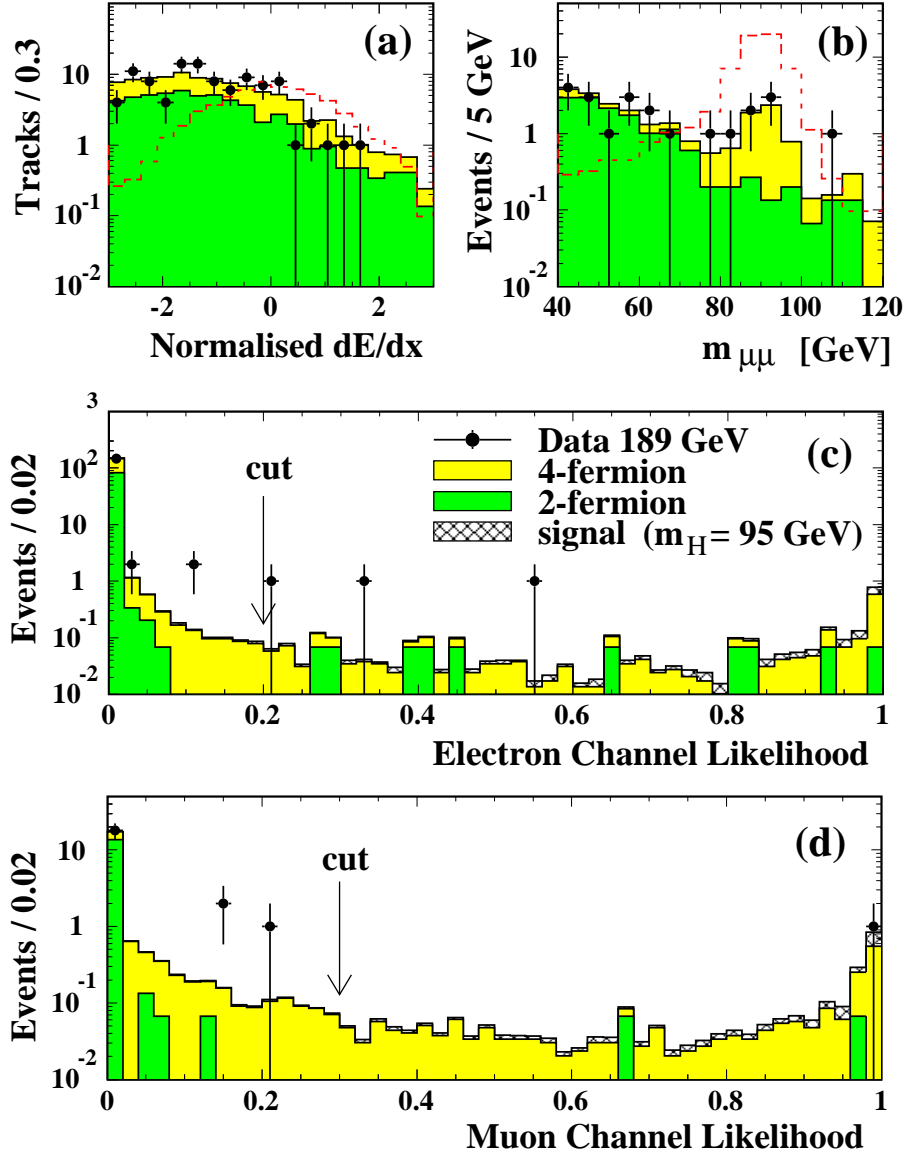 (a)
Tracks / 0.3
10
1
10^-1
10^-2
-2 0 2
Normalised dE/dx
(b)
Events / 5 GeV
10
1
10^-1
10^-2
40 60 80 100 120
m μμ [GeV]
(c)
Events / 0.02
3
10^2
10
1
10^-1
10^-2
cut
Data 189 GeV
4-fermion
2-fermion
signal (m_H = 95 GeV)
0 0.2 0.4 0.6 0.8 1
Electron Channel Likelihood
(d)
Events / 0.02
10
1
10^-1
10^-2
cut
0 0.2 0.4 0.6 0.8 1
Muon Channel Likelihood